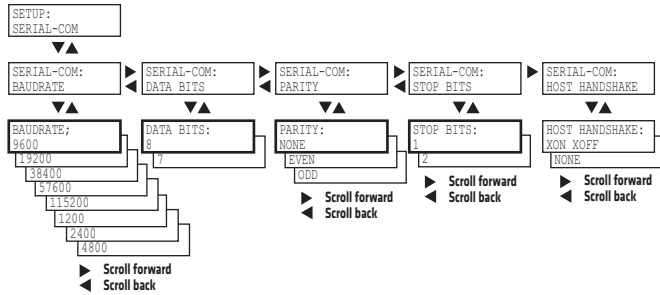 SETUP:
SERIAL-COM
SERIAL-COM:
BAUDRATE
SERIAL-COM:
DATA BITS
SERIAL-COM:
PARITY
SERIAL-COM:
STOP BITS
SERIAL-COM:
HOST HANDSHAKE
BAUDRATE;
9600
19200
38400
57600
115200
1200
2400
4800
Scroll forward
Scroll back
DATA BITS:
8
7
PARITY:
NONE
EVEN
ODD
Scroll forward
Scroll back
STOP BITS:
1
2
Scroll forward
Scroll back
HOST HANDSHAKE:
XON XOFF
NONE
Scroll forward
Scroll back